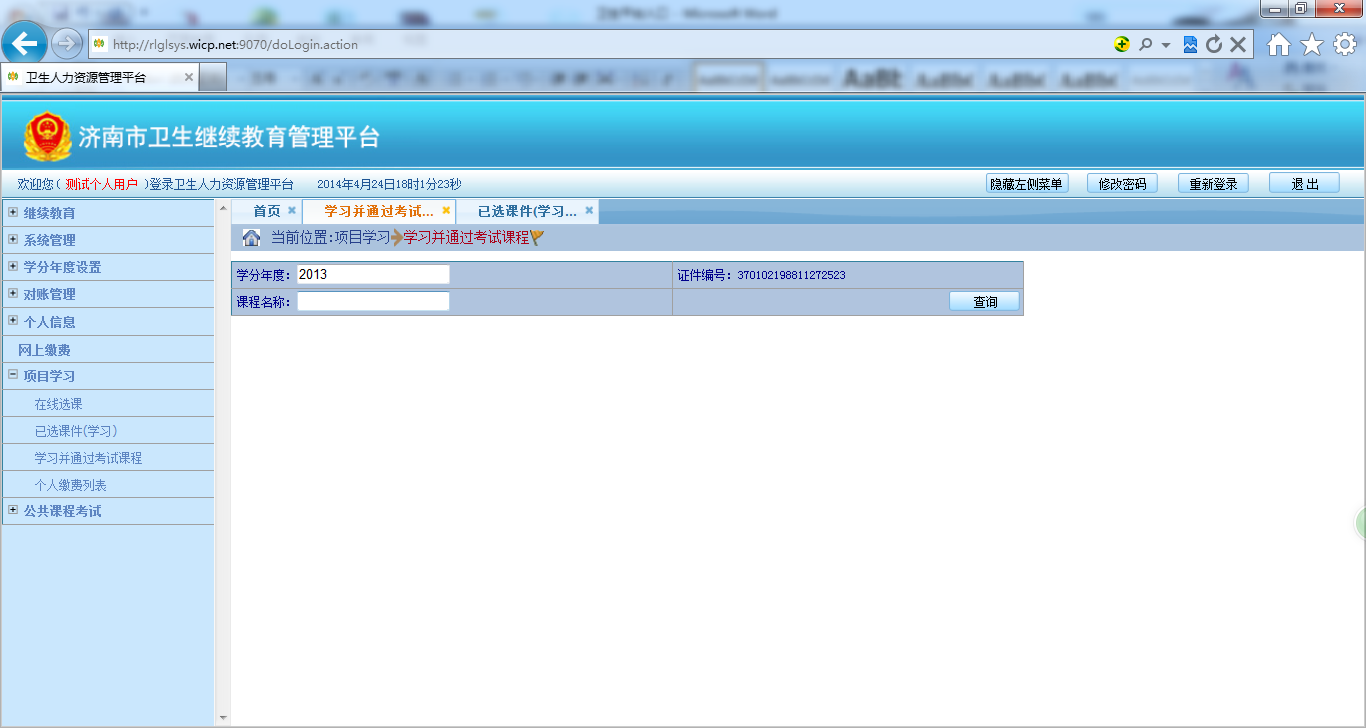 Microsoft Word
http://rlglsys.wicp.net:9070/doLogin.action
卫生人力资源管理平台
AaBt
济南市卫生继续教育管理平台
欢迎您( 测试个人用户 )登录卫生人力资源管理平台 2014年4月24日18时1分23秒
隐藏左侧菜单 修改密码 重新登录 退 出
继续教育
系统管理
学分年度设置
对账管理
个人信息
网上缴费
项目学习
在线选课
已选课件(学习)
学习并通过考试课程
个人缴费列表
公共课程考试
首页 学习并通过考试... 已选课件(学习...
当前位置:项目学习 学习并通过考试课程
学分年度: 2013 证件编号: 370102198811272523
课程名称: 查询